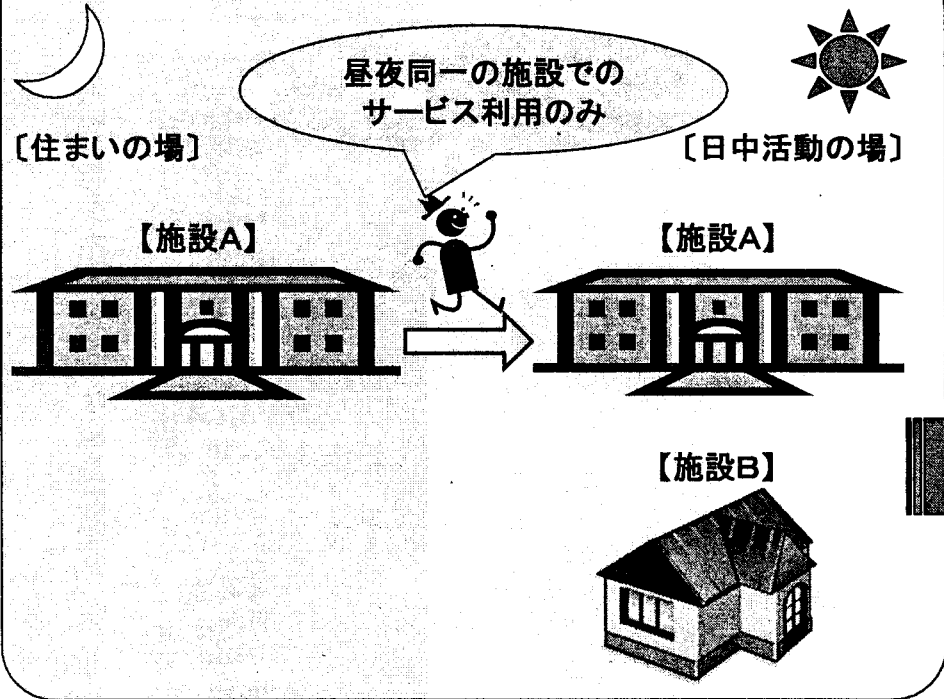 昼夜同一の施設での
サービス利用のみ
〔住まいの場〕
〔日中活動の場〕
【施設A】
【施設A】
【施設B】